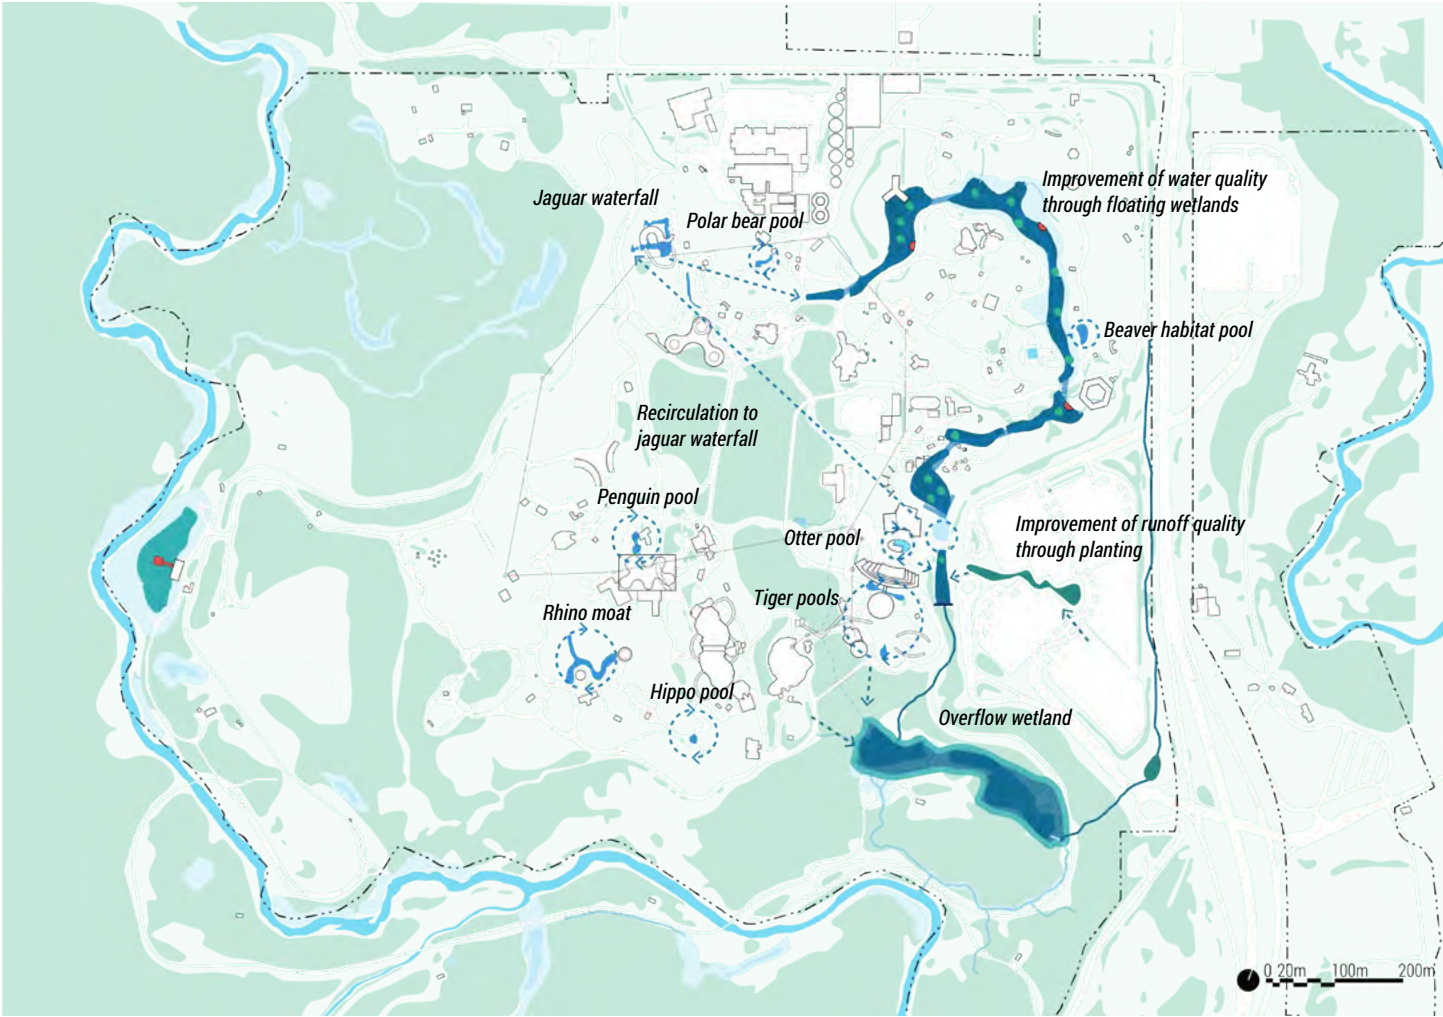 Improvement of water quality
through floating wetlands
Jaguar waterfall
Polar bear pool
Beaver habitat pool
Recirculation to
jaguar waterfall
Penguin pool
Otter pool
Improvement of runoff quality
through planting
Tiger pools
Rhino moat
Hippo pool
Overflow wetland
0 20m 100m 200m